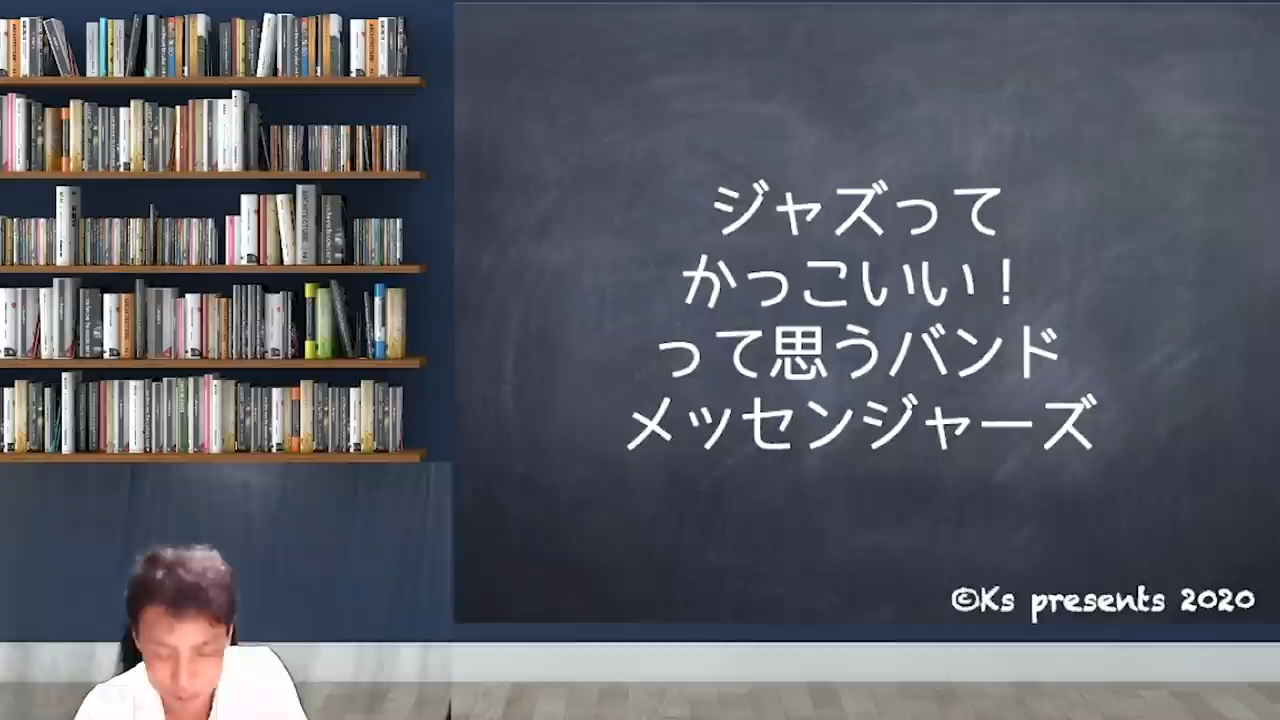 ジャズって
かっこいい！
って思うバンド
メッセンジャーズ
©Ks presents 2020